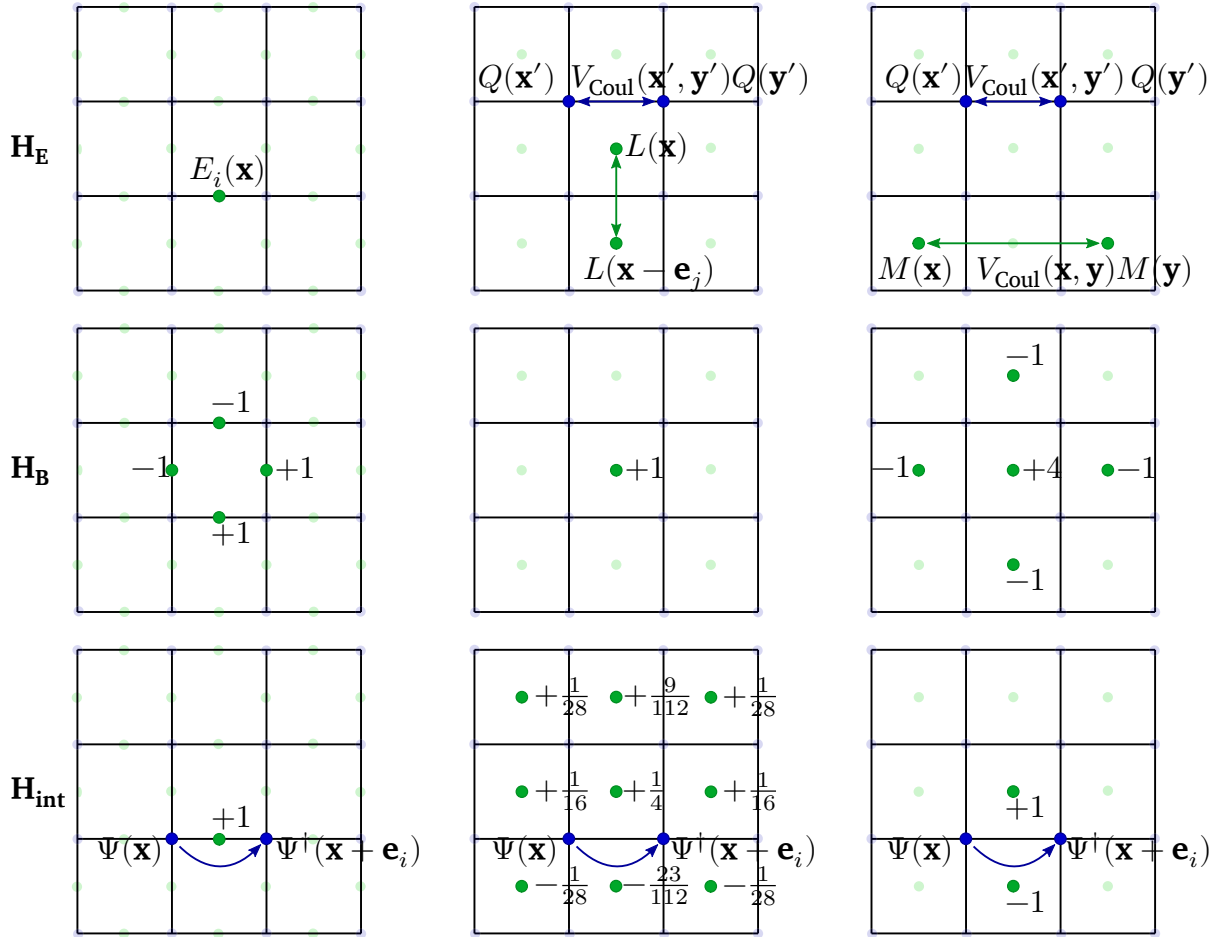 Q(x′) V_Coul(x′, y′)Q(y′) Q(x′) V_Coul(x′, y′) Q(y′)
H_E E_i(x) L(x)
L(x − e_j) M(x) V_Coul(x, y)M(y)
−1 −1
H_B −1 +1 +1 −1 +4 −1
+1 −1
+1/28 +9/112 +1/28
H_int +1 +1/16 +1/4 +1/16 +1
Ψ(x) Ψ†(x + e_i) Ψ(x) Ψ†(x − e_i) Ψ(x) Ψ†(x + e_i)
−1/28 −23/112 −1/28 −1